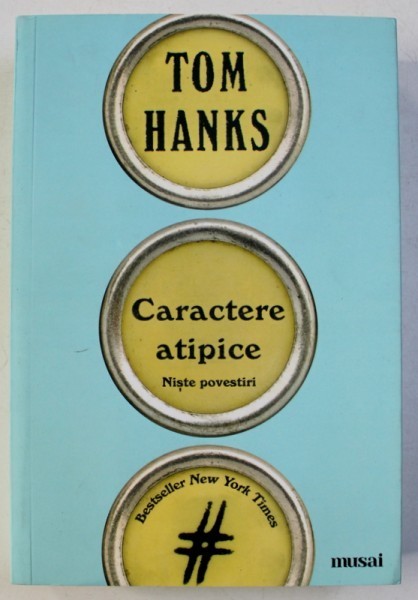 TOM
HANKS
Caractere
atipice
Niște povestiri
Bestseller New York Times
#
musai